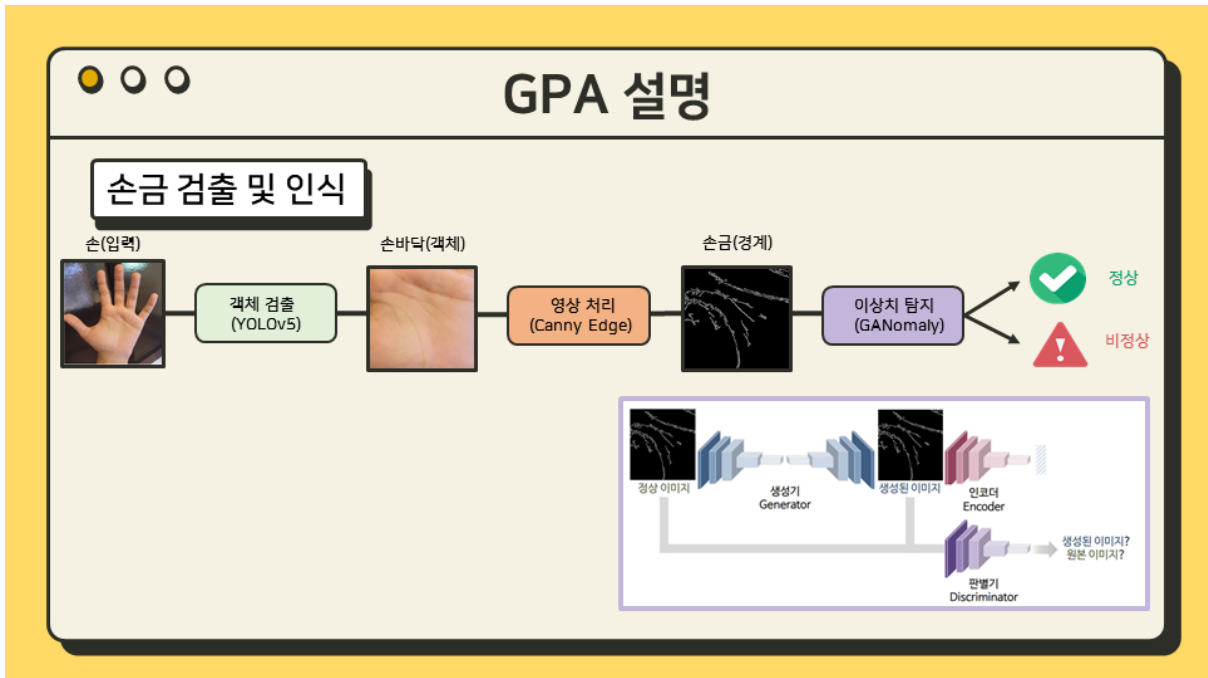 GPA 설명
손금 검출 및 인식
손(입력)
손바닥(객체)
손금(경계)
객체 검출
(YOLOv5)
영상 처리
(Canny Edge)
이상치 탐지
(GANomaly)
정상
비정상
정상 이미지
생성기
Generator
생성된 이미지
인코더
Encoder
생성된 이미지?
원본 이미지?
판별기
Discriminator